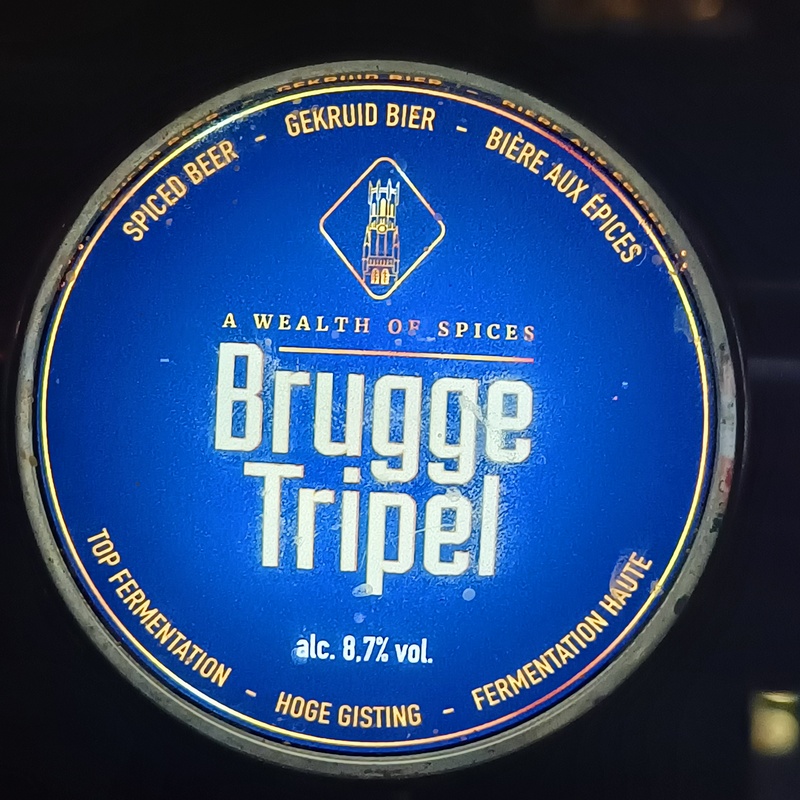 SPICED BEER - GEKRUID BIER - BIÈRE AUX ÉPICES
A WEALTH OF SPICES
Brugge
Tripel
alc. 8,7% vol.
TOP FERMENTATION - HOGE GISTING - FERMENTATION HAUTE